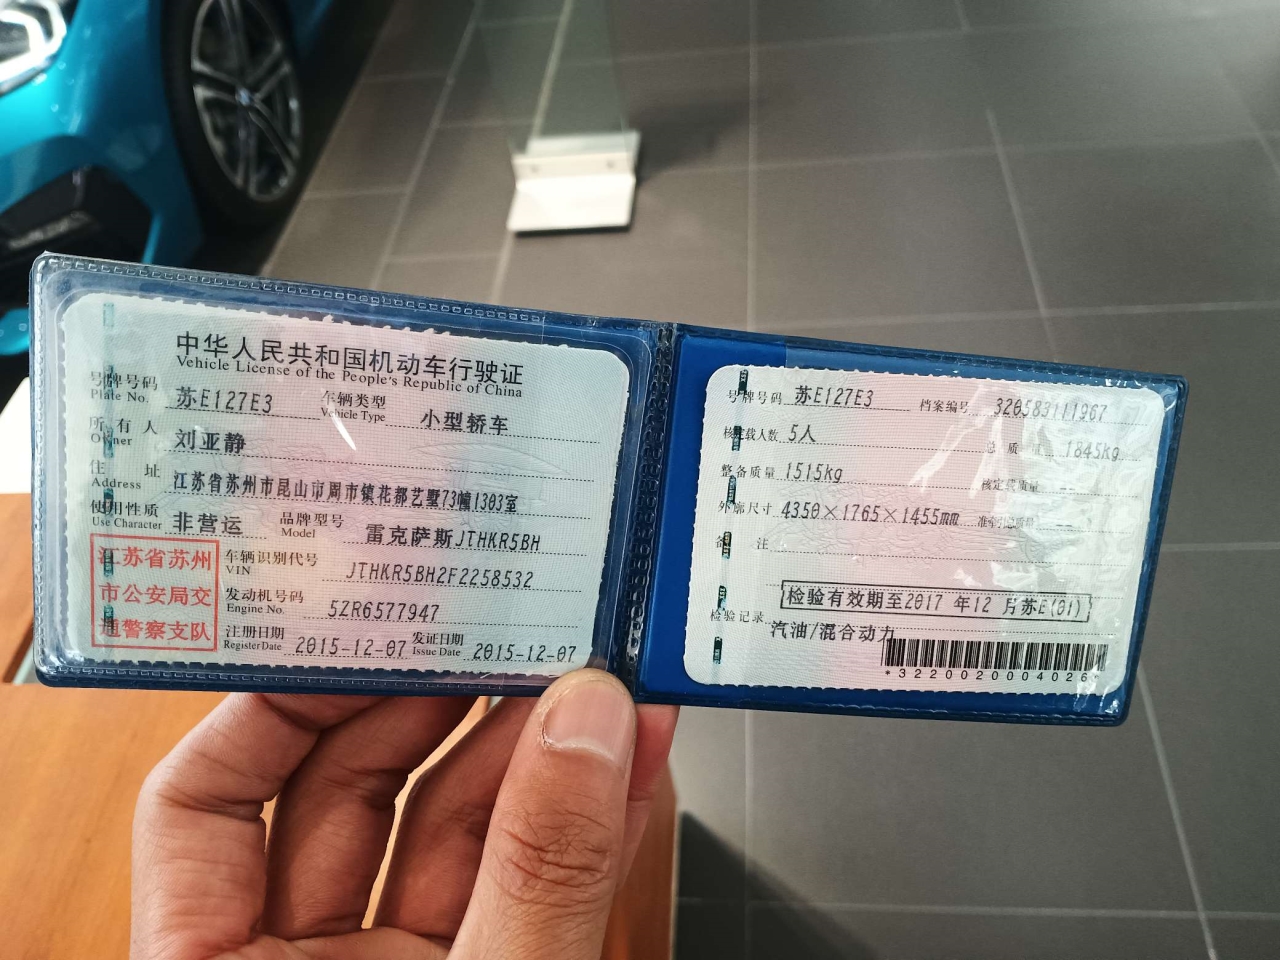 中华人民共和国机动车行驶证
Vehicle License of the People's Republic of China
号牌号码 苏E127E3 车辆类型 小型轿车
Plate No. Vehicle Type
所有人 刘亚静
Owner
住址 江苏省苏州市昆山市周市镇花都艺墅73幢1303室
Address
使用性质 非营运 品牌型号 雷克萨斯JTHKR5BH
Use Character Model
江苏省苏州
市公安局交
通警察支队
车辆识别代号 JTHKR5BH2F2258532
VIN
发动机号码 5ZR6577947
Engine No.
注册日期 2015-12-07 发证日期 2015-12-07
Register Date Issue Date
号牌号码 苏E127E3 档案编号 320583111967
核定载人数 5人 总质量 1845kg
整备质量 1515kg 核定载质量 --
外廓尺寸 4350×1765×1455mm 准牵引总质量 --
备注
检验有效期至2017年12月苏E(01)
检验记录
汽油/混合动力
*3220020004026*